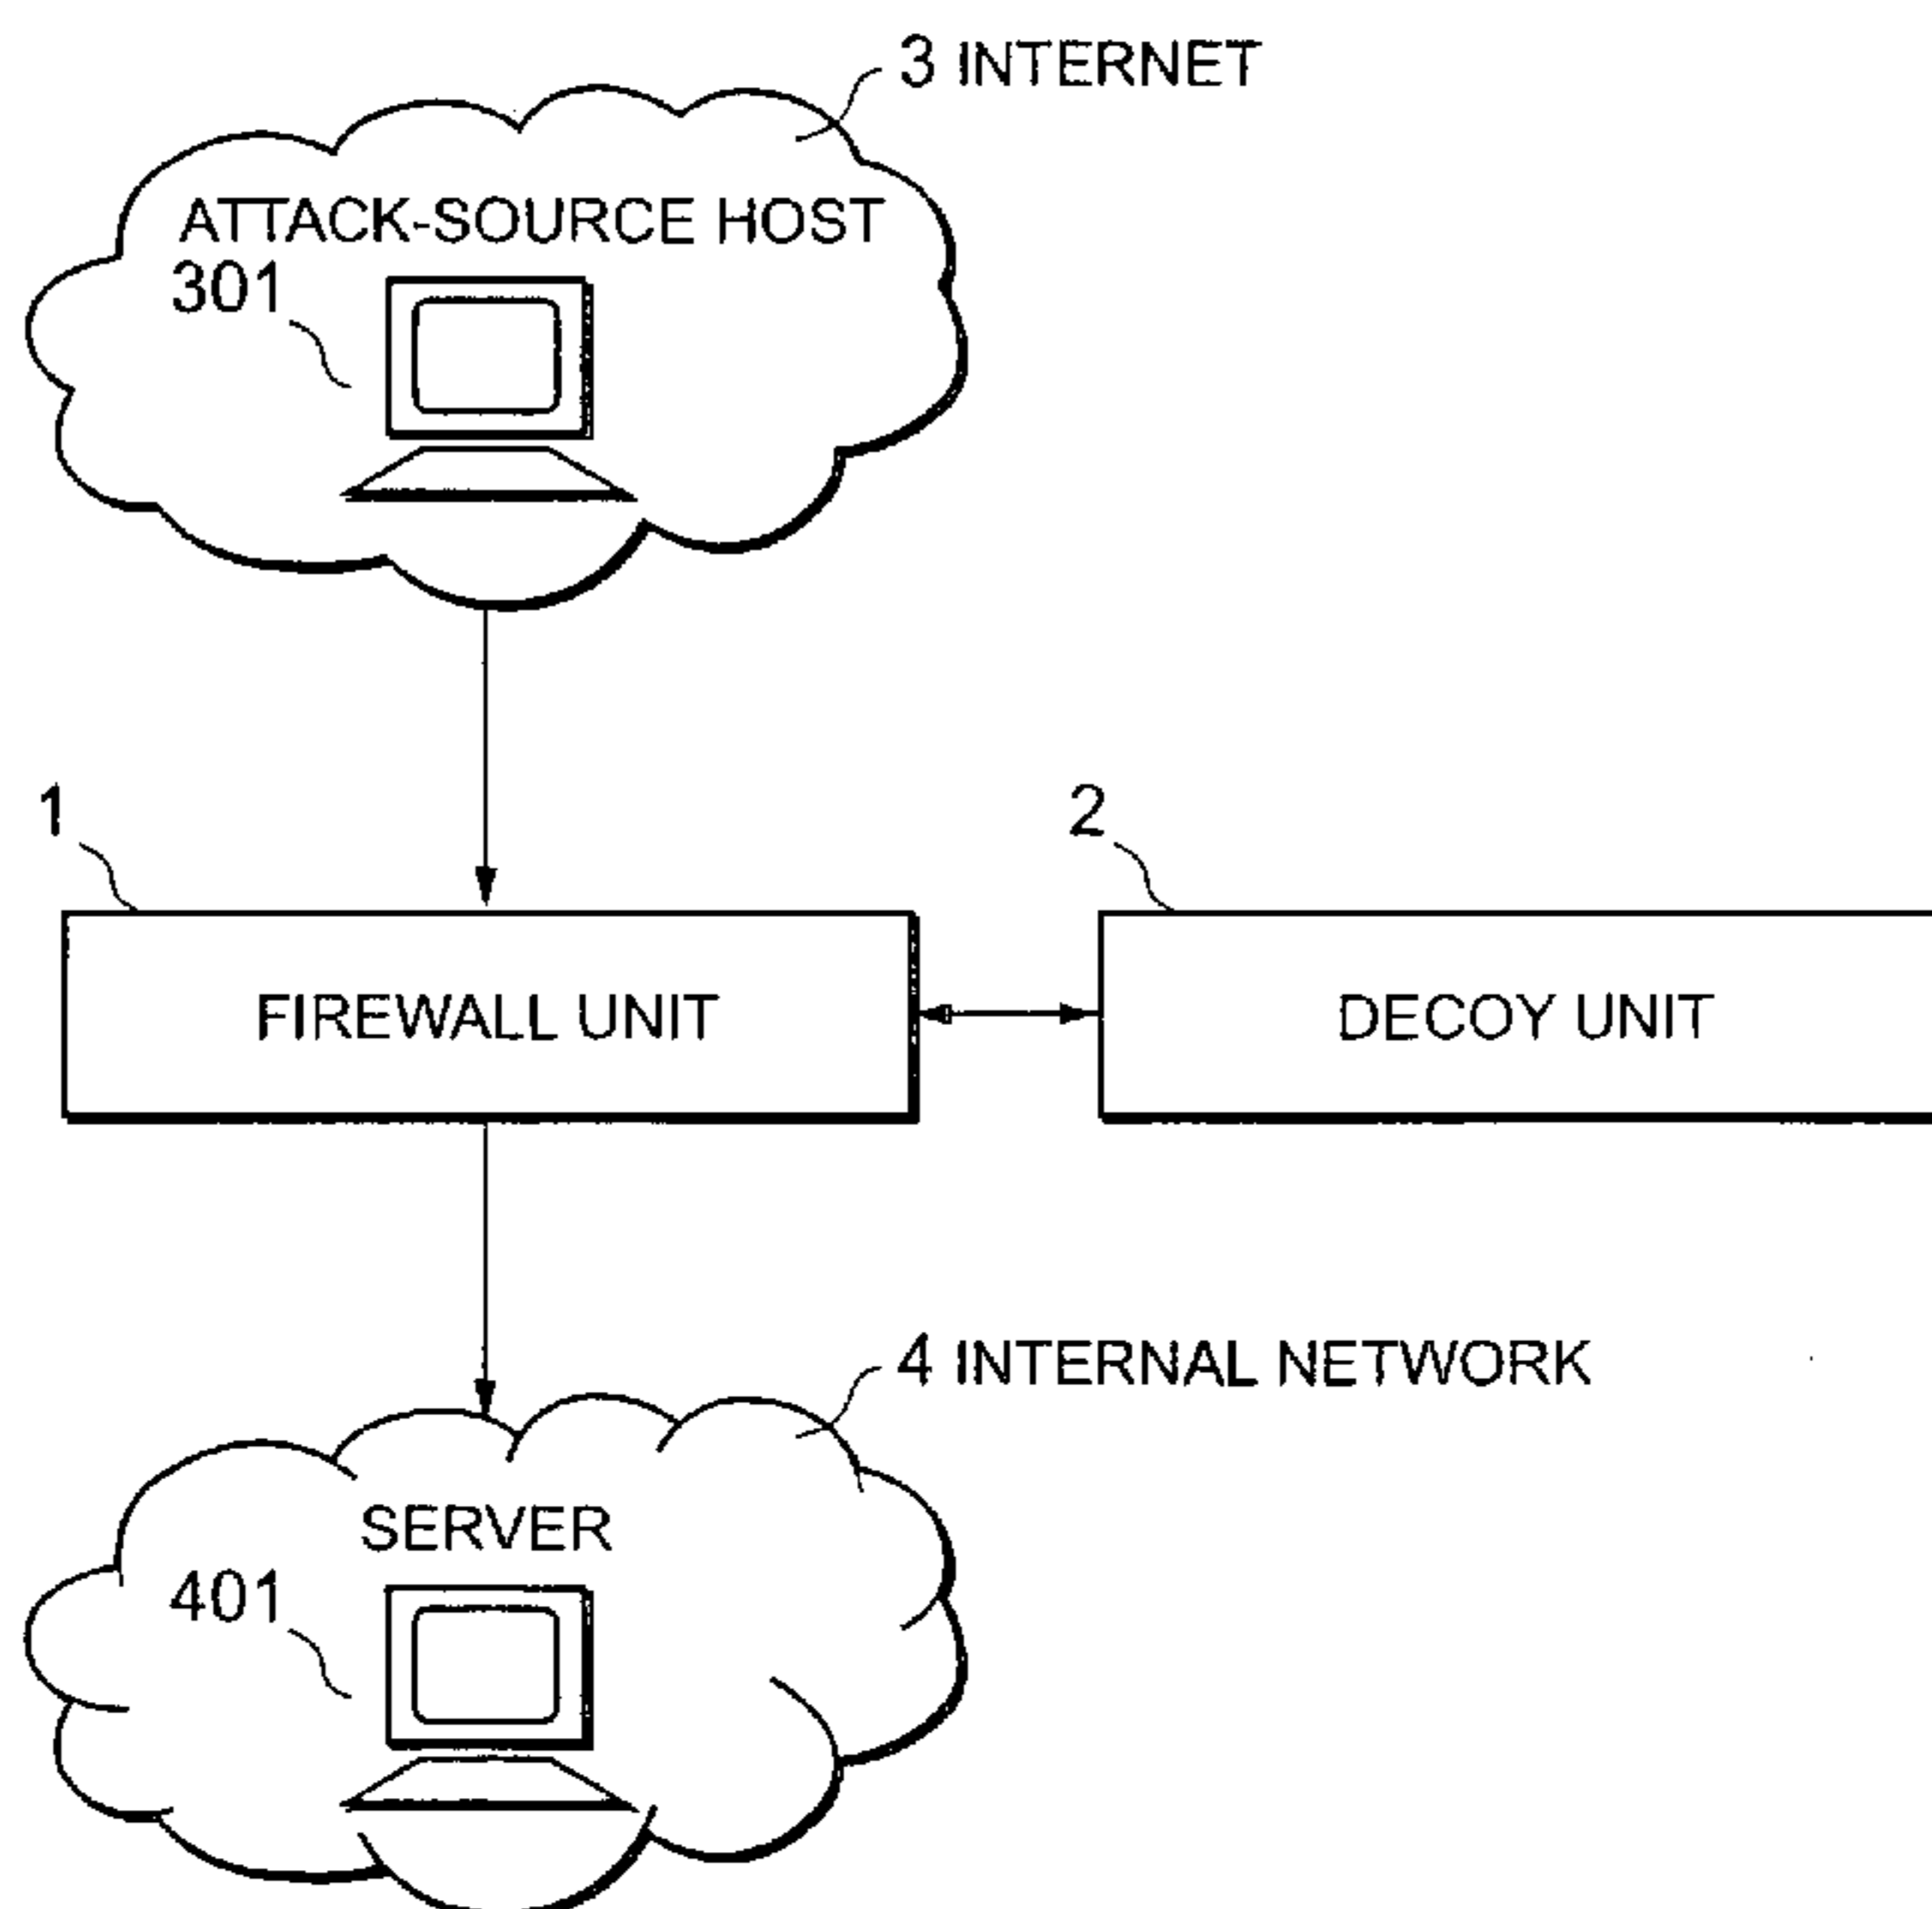 3 INTERNET
ATTACK-SOURCE HOST
301
1
2
FIREWALL UNIT
DECOY UNIT
4 INTERNAL NETWORK
SERVER
401